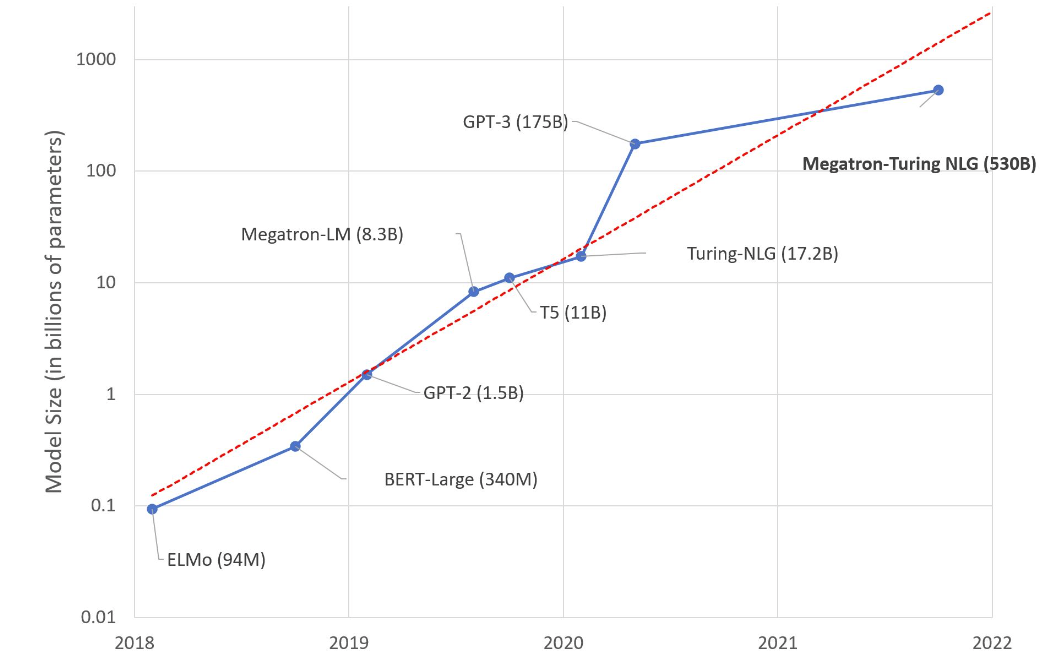 1000
GPT-3 (175B)
100
Megatron-Turing NLG (530B)
Megatron-LM (8.3B)
Turing-NLG (17.2B)
10
T5 (11B)
1
GPT-2 (1.5B)
BERT-Large (340M)
0.1
ELMo (94M)
0.01
Model Size (in billions of parameters)
2018
2019
2020
2021
2022